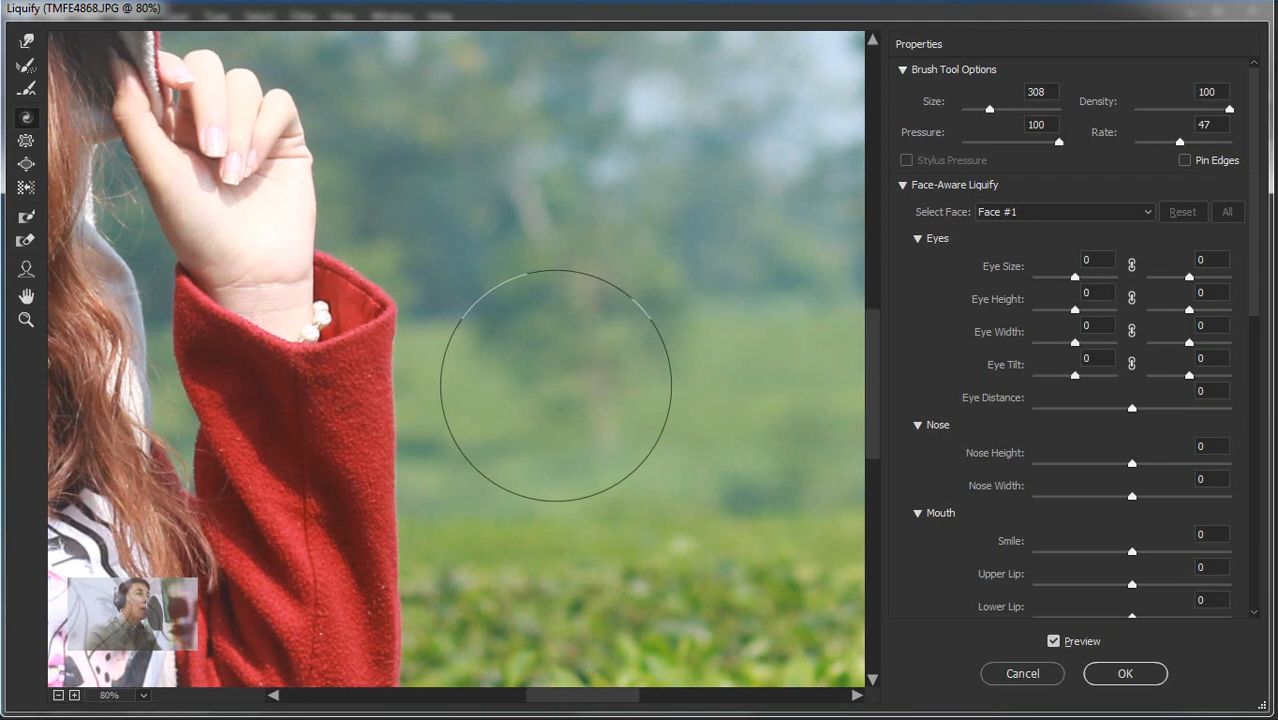 Liquify (TMFE4868.JPG @ 80%)
Properties
Brush Tool Options
Size: 308 Density: 100
Pressure: 100 Rate: 47
Stylus Pressure Pin Edges
Face-Aware Liquify
Select Face: Face #1 Reset All
Eyes
Eye Size: 0 0
Eye Height: 0 0
Eye Width: 0 0
Eye Tilt: 0 0
Eye Distance: 0
Nose
Nose Height: 0
Nose Width: 0
Mouth
Smile: 0
Upper Lip: 0
Lower Lip: 0
Preview
Cancel OK
80%